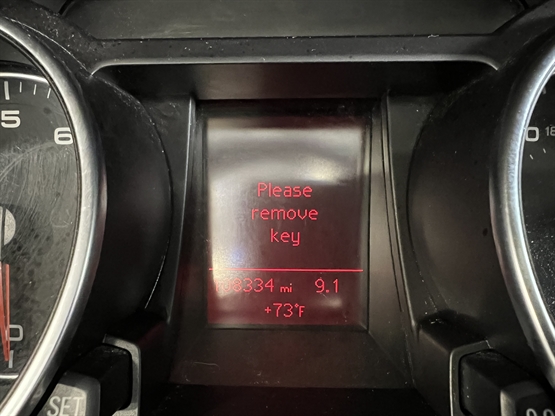 Please
remove
key
mi 9.1
+73°F
5
6
SET